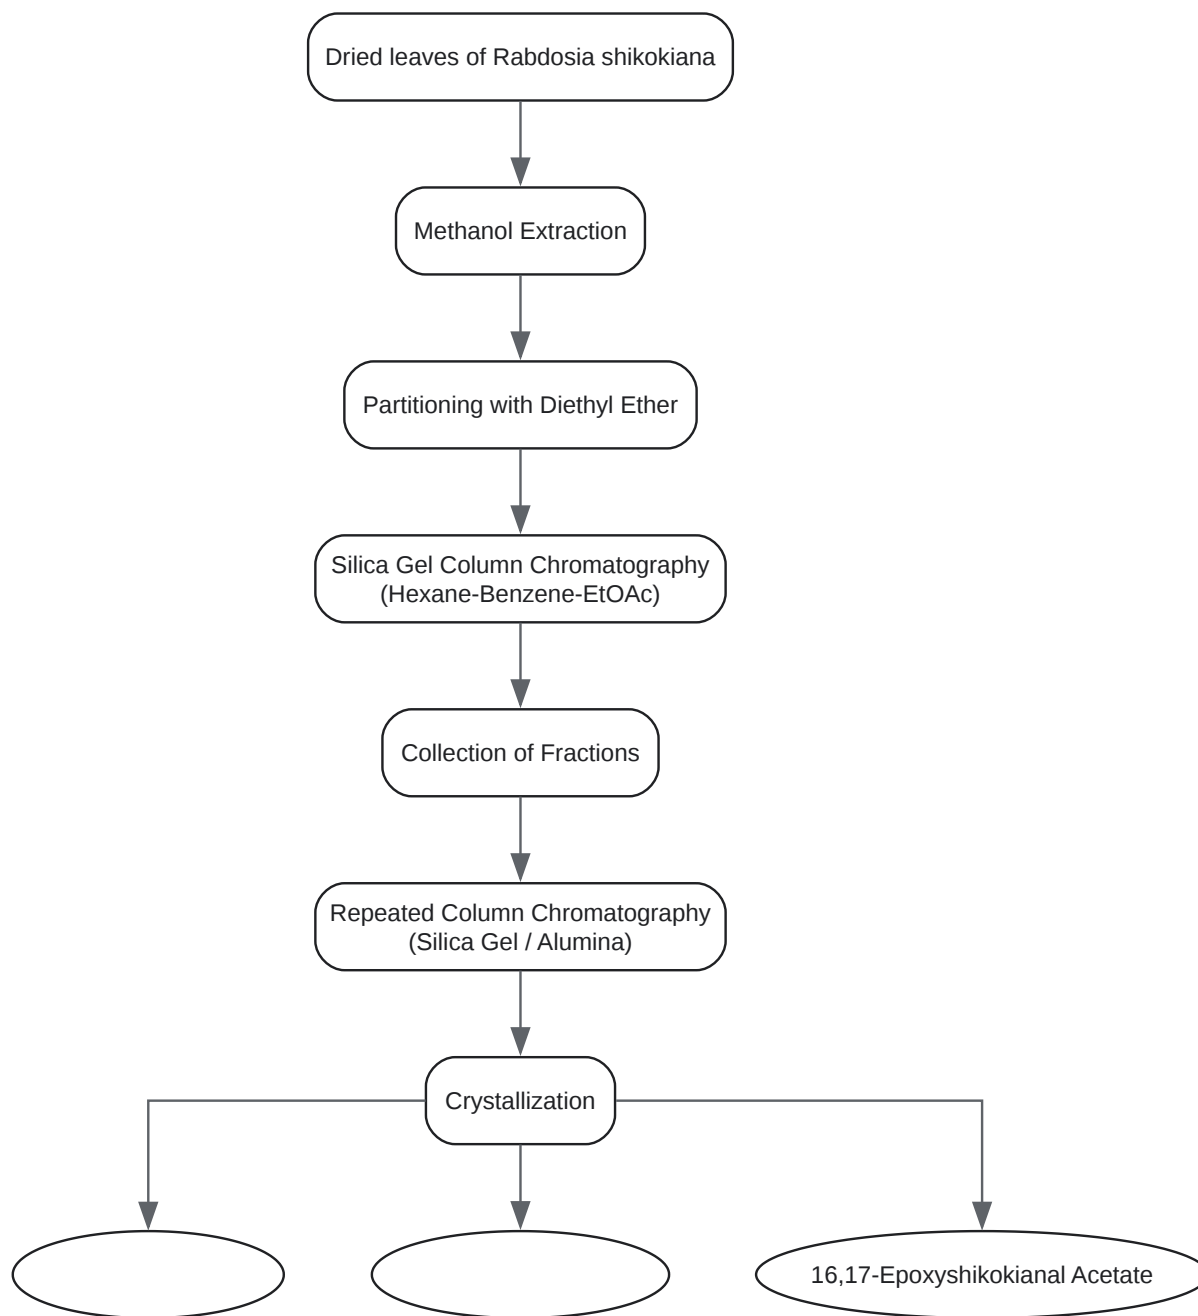 Dried leaves of Rabdosia shikokiana
Methanol Extraction
Partitioning with Diethyl Ether
Silica Gel Column Chromatography
(Hexane-Benzene-EtOAc)
Collection of Fractions
Repeated Column Chromatography
(Silica Gel / Alumina)
Crystallization
16,17-Epoxyshikokianal Acetate